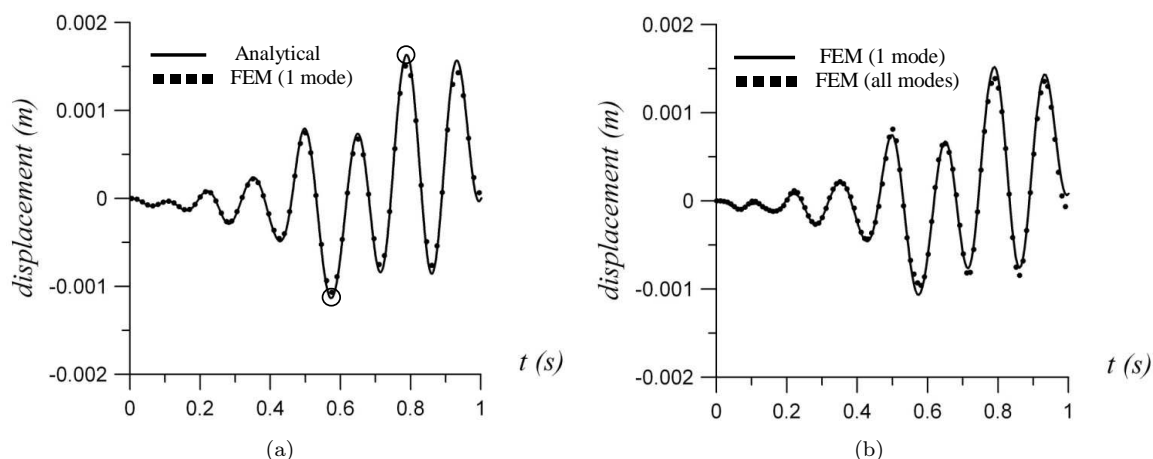 0.002
Analytical
FEM (1 mode)
0.001
0
-0.001
-0.002
displacement (m)
t (s)
0 0.2 0.4 0.6 0.8 1
(a)
0.002
FEM (1 mode)
FEM (all modes)
0.001
0
-0.001
-0.002
displacement (m)
t (s)
0 0.2 0.4 0.6 0.8 1
(b)